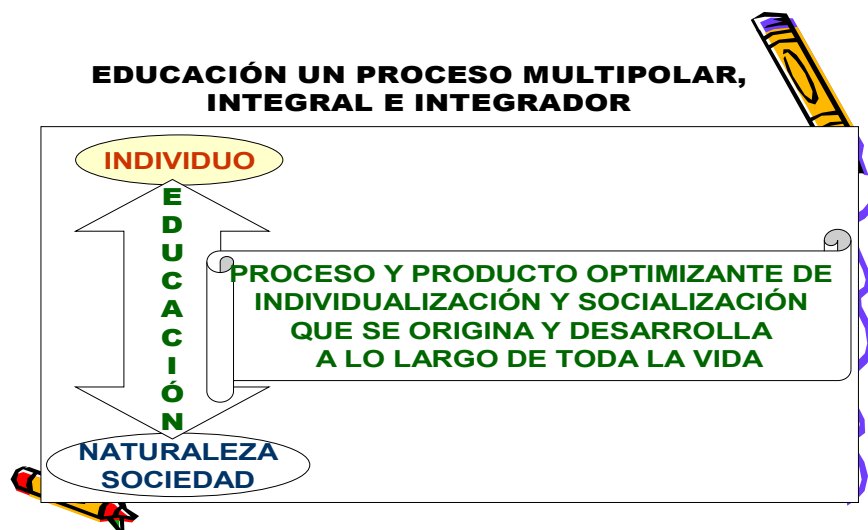 EDUCACIÓN UN PROCESO MULTIPOLAR,
INTEGRAL E INTEGRADOR
INDIVIDUO
EDUCACIÓN
PROCESO Y PRODUCTO OPTIMIZANTE DE
INDIVIDUALIZACIÓN Y SOCIALIZACIÓN
QUE SE ORIGINA Y DESARROLLA
A LO LARGO DE TODA LA VIDA
NATURALEZA
SOCIEDAD